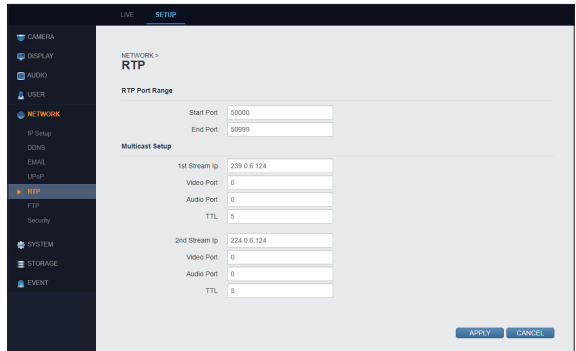 LIVE SETUP
CAMERA
DISPLAY
AUDIO
USER
NETWORK
IP Setup
DDNS
EMAIL
UPnP
RTP
FTP
Security
SYSTEM
STORAGE
EVENT
NETWORK >
RTP
RTP Port Range
Start Port 50000
End Port 50999
Multicast Setup
1st Stream Ip 239.0.6.124
Video Port 0
Audio Port 0
TTL 5
2nd Stream Ip 224.0.6.124
Video Port 0
Audio Port 0
TTL 5
APPLY CANCEL